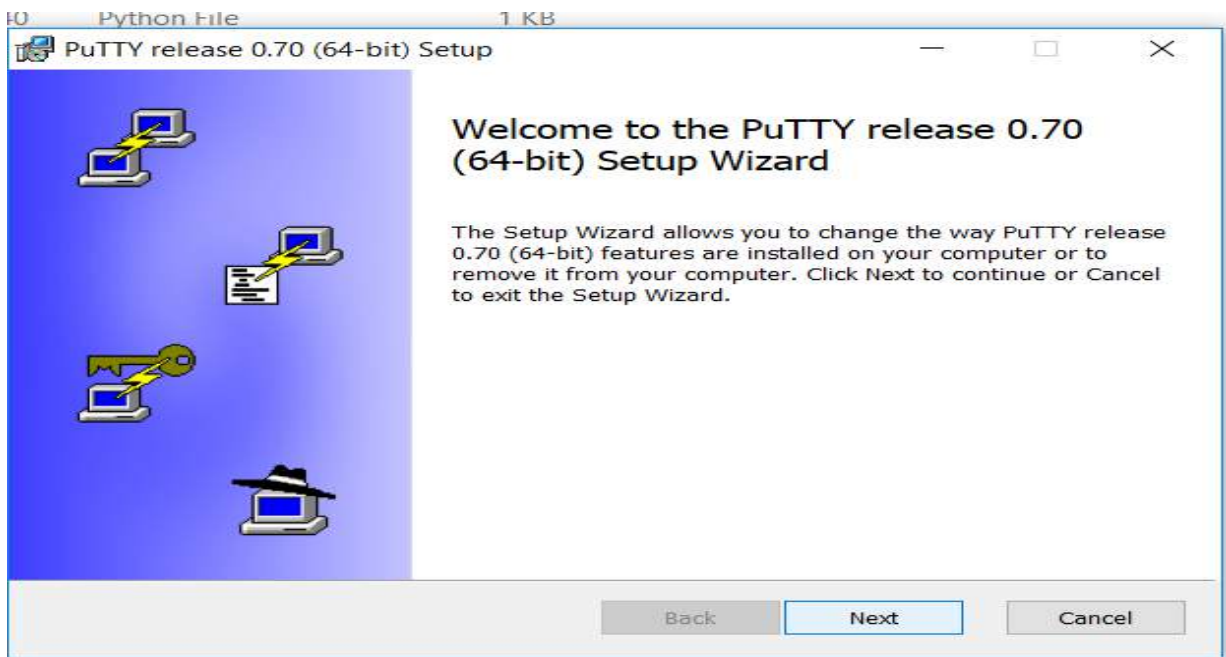 40 Python File 1 KB
PuTTY release 0.70 (64-bit) Setup
Welcome to the PuTTY release 0.70
(64-bit) Setup Wizard
The Setup Wizard allows you to change the way PuTTY release
0.70 (64-bit) features are installed on your computer or to
remove it from your computer. Click Next to continue or Cancel
to exit the Setup Wizard.
Back Next Cancel